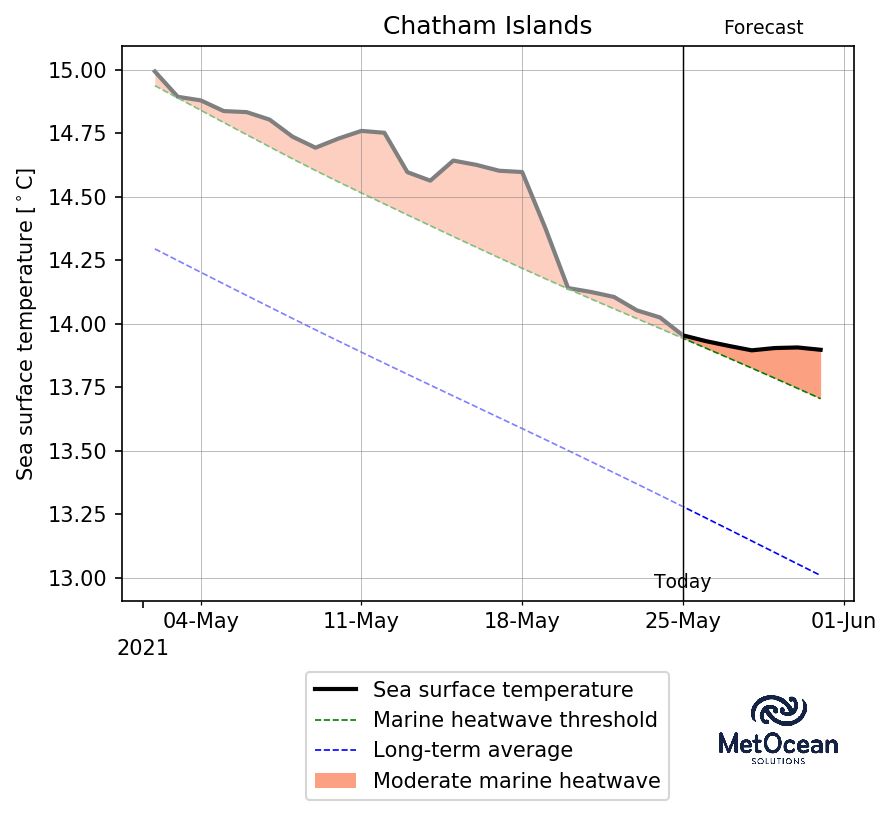 Chatham Islands
Forecast
Sea surface temperature [°C]
15.00
14.75
14.50
14.25
14.00
13.75
13.50
13.25
13.00
Today
04-May
11-May
18-May
25-May
01-Jun
2021
Sea surface temperature
Marine heatwave threshold
Long-term average
Moderate marine heatwave
MetOcean
SOLUTIONS